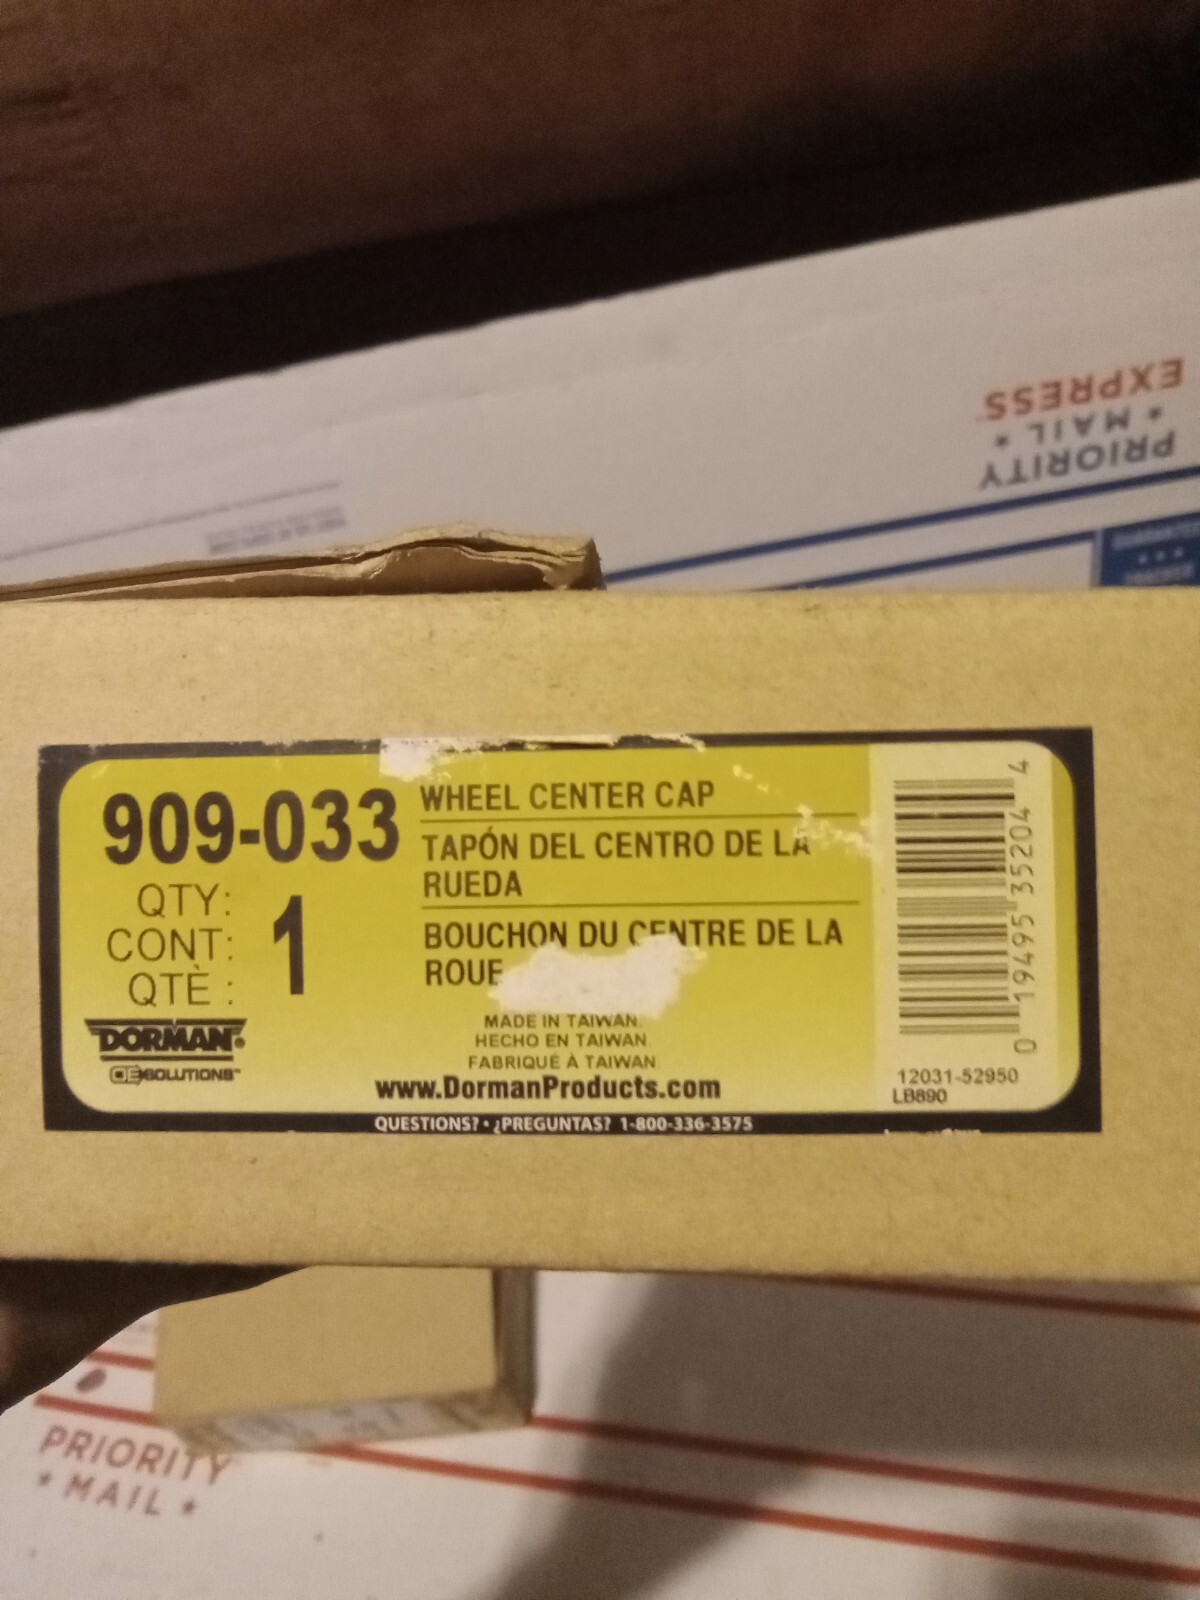 EXPRESS
* MAIL *
PRIORITY
909-033
QTY:
CONT: 1
QTÈ :
DORMAN®
OE SOLUTIONS™
WHEEL CENTER CAP
TAPÓN DEL CENTRO DE LA
RUEDA
BOUCHON DU CENTRE DE LA
ROUE
MADE IN TAIWAN
HECHO EN TAIWAN
FABRIQUÉ À TAIWAN
www.DormanProducts.com
QUESTIONS? • ¿PREGUNTAS? 1-800-336-3575
0 19495 35204 4
12031-52950
LB890
PRIORITY
* MAIL *